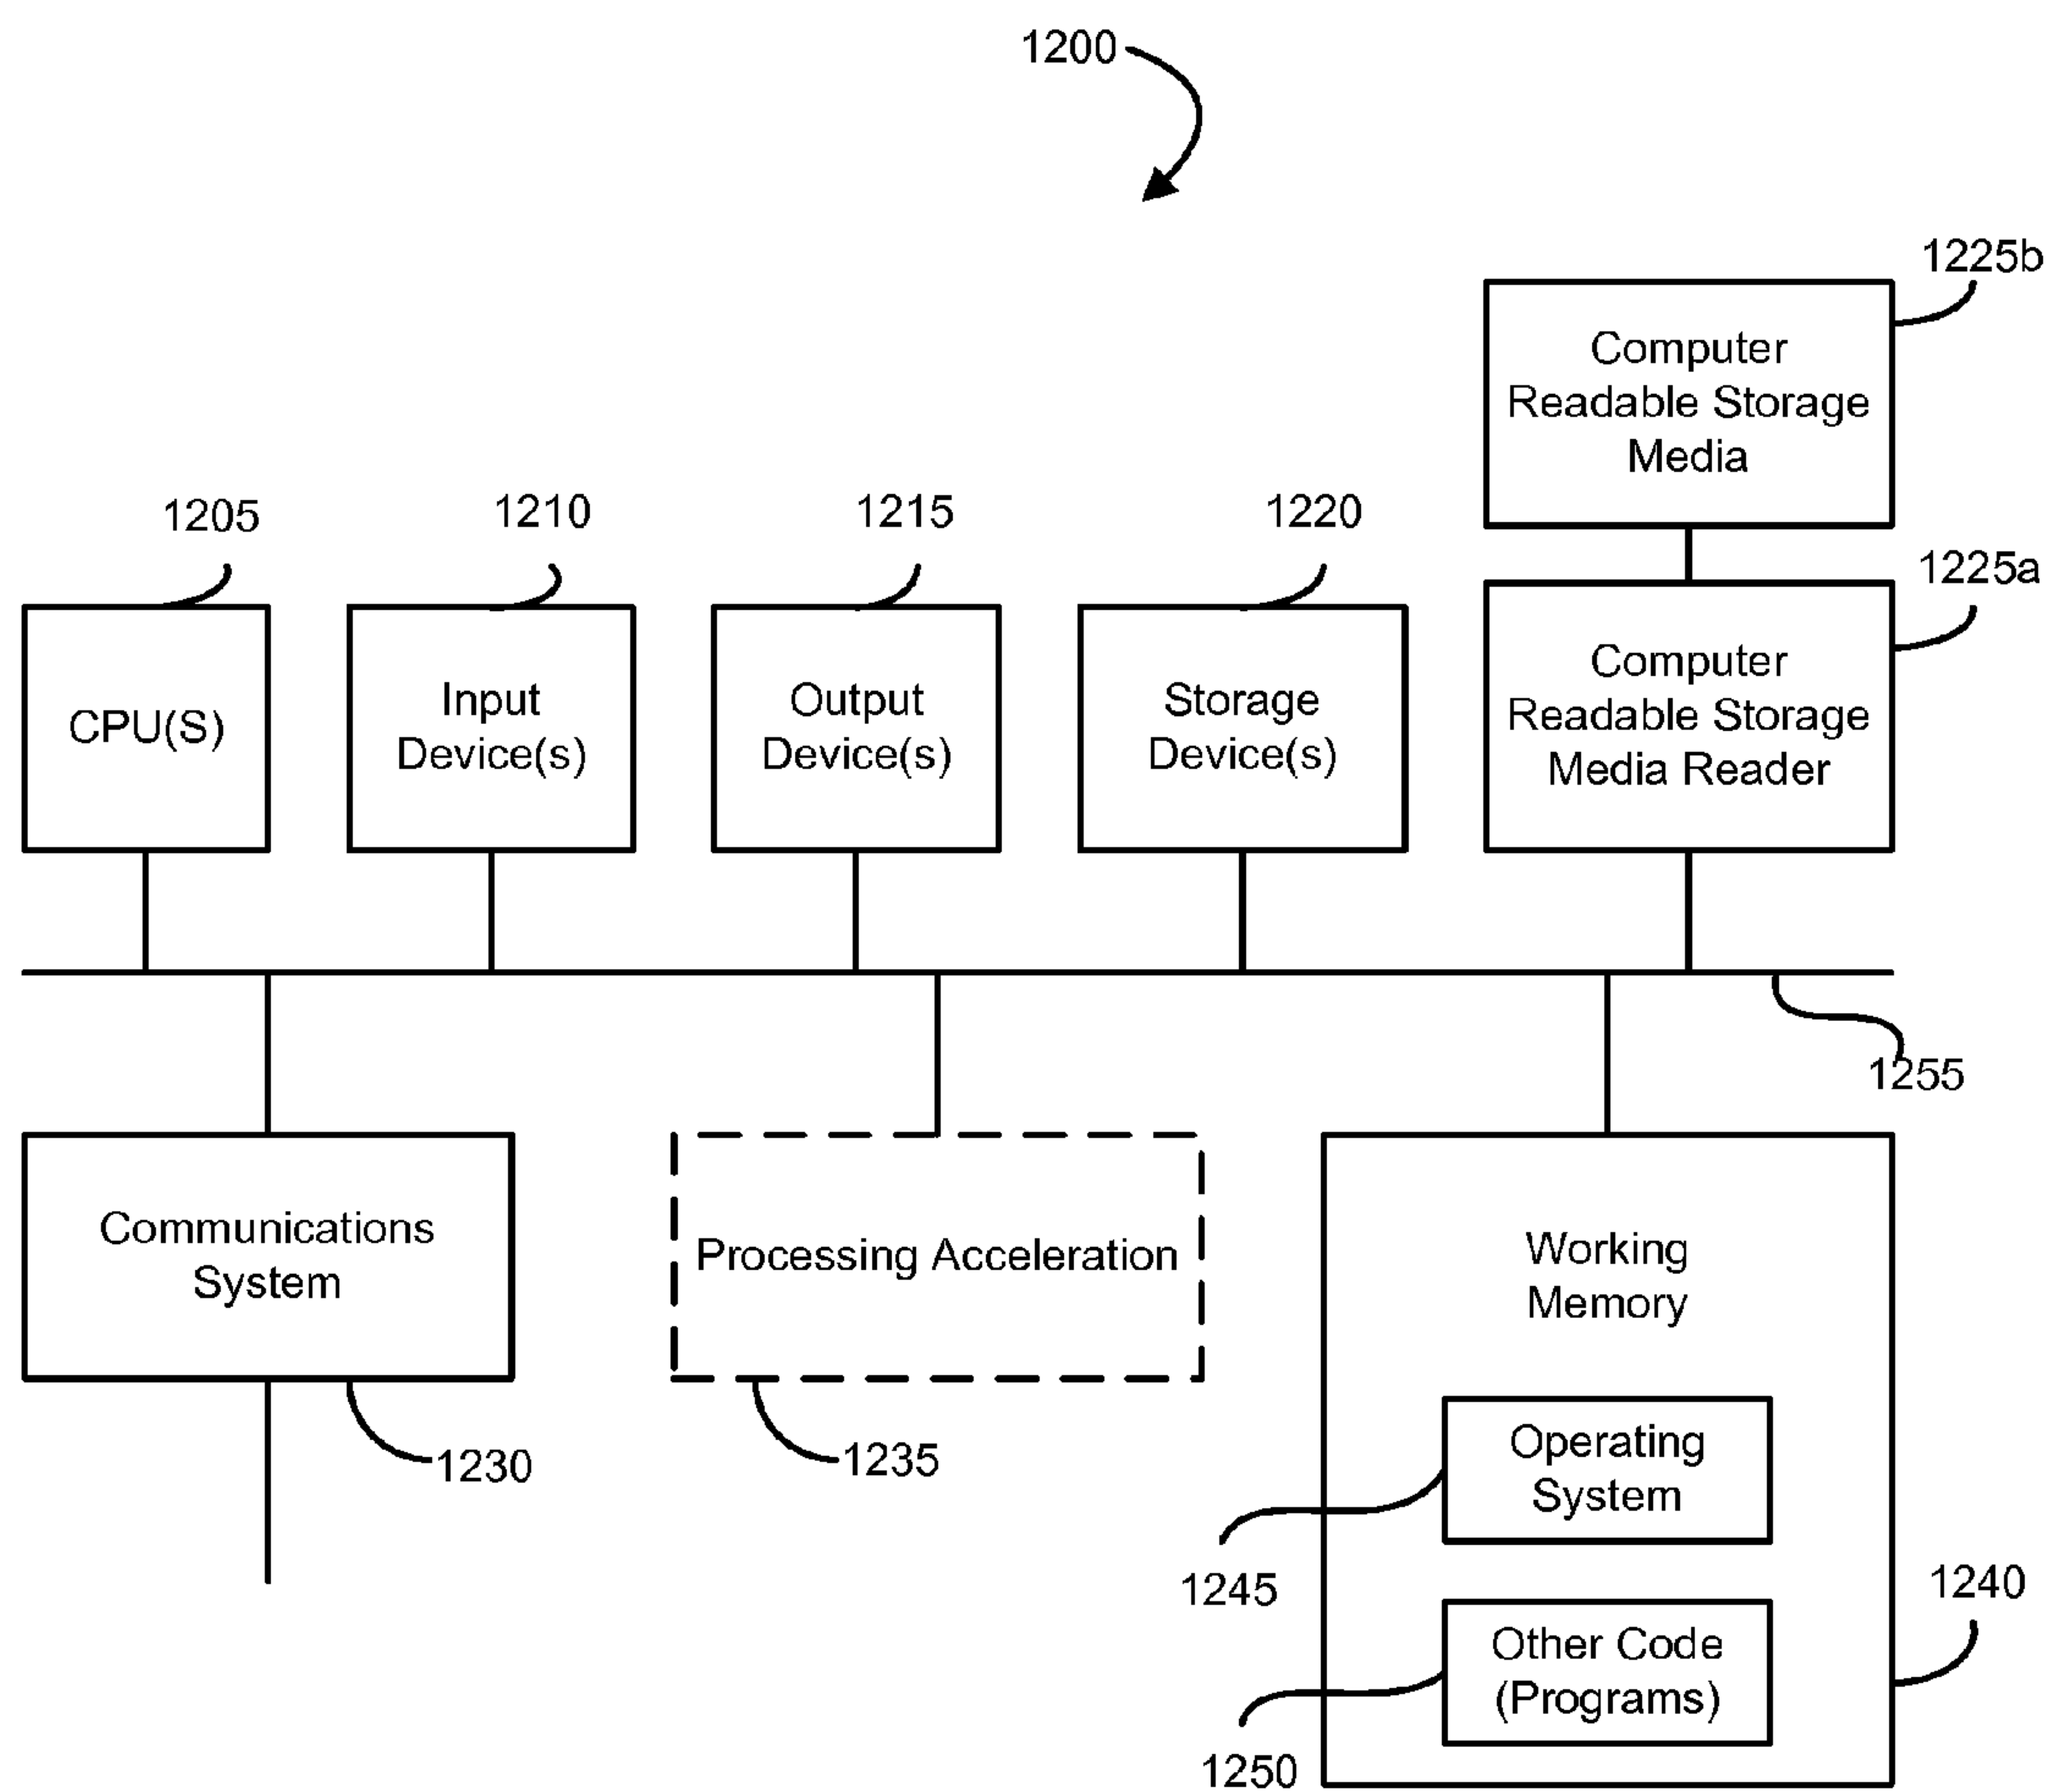 1200
1225b
Computer
Readable Storage
Media
1205
1210
1215
1220
1225a
CPU(S)
Input
Device(s)
Output
Device(s)
Storage
Device(s)
Computer
Readable Storage
Media Reader
1255
Communications
System
Processing Acceleration
Working
Memory
1230
1235
Operating
System
1245
1240
Other Code
(Programs)
1250